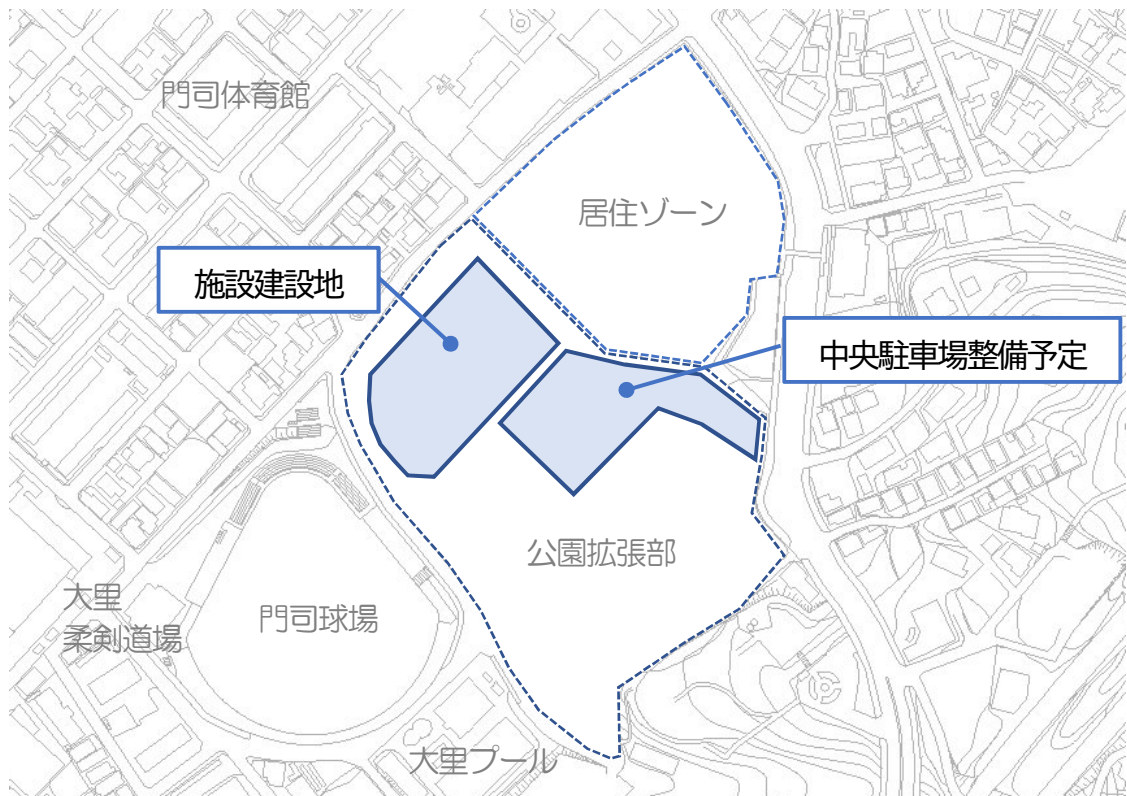 門司体育館
居住ゾーン
施設建設地
中央駐車場整備予定
公園拡張部
大里
柔剣道場
門司球場
大里プール